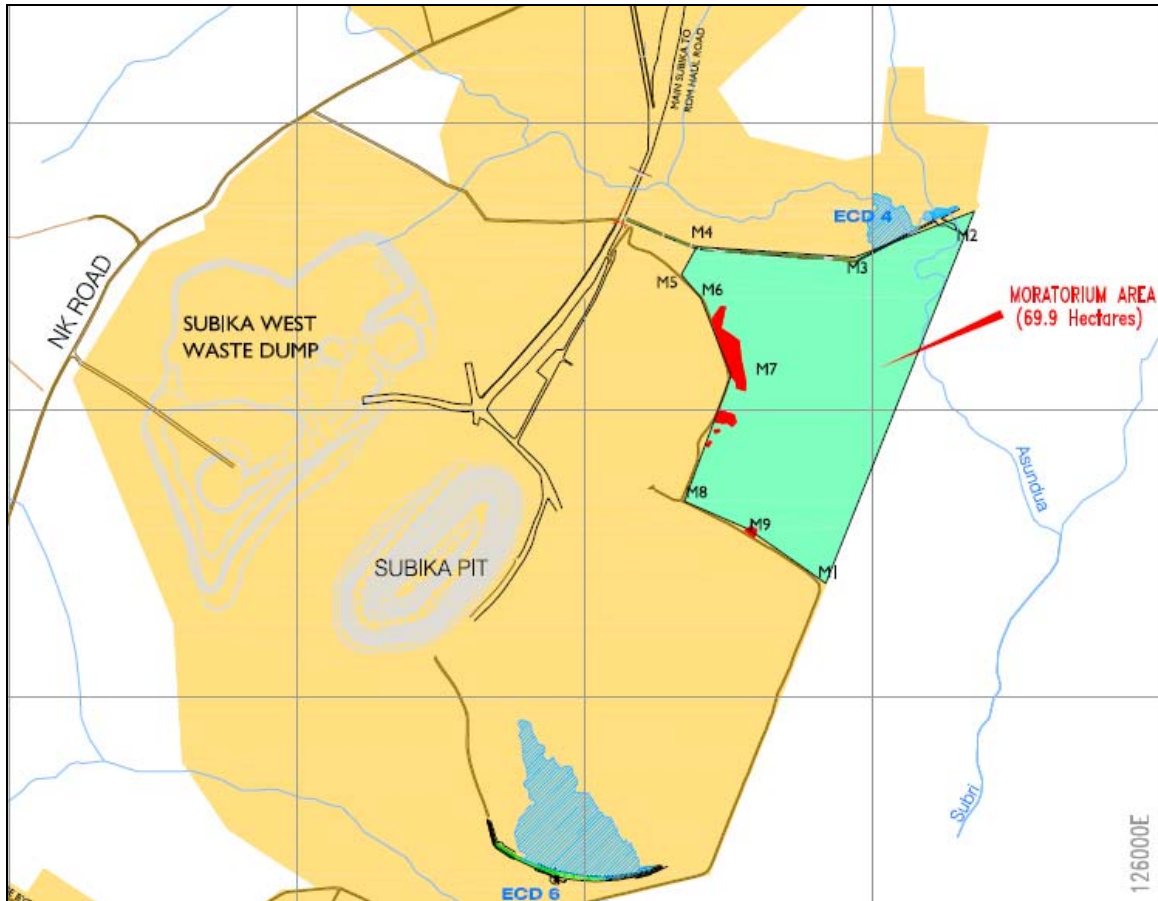 MAIN SUBIKA TO
ROM HAUL ROAD
ECD 4
M2
M4
M3
NK ROAD
M5
M6
MORATORIUM AREA
(69.9 Hectares)
SUBIKA WEST
WASTE DUMP
M7
Asundua
M8
M9
SUBIKA PIT
M1
Subri
126000E
ECD 6